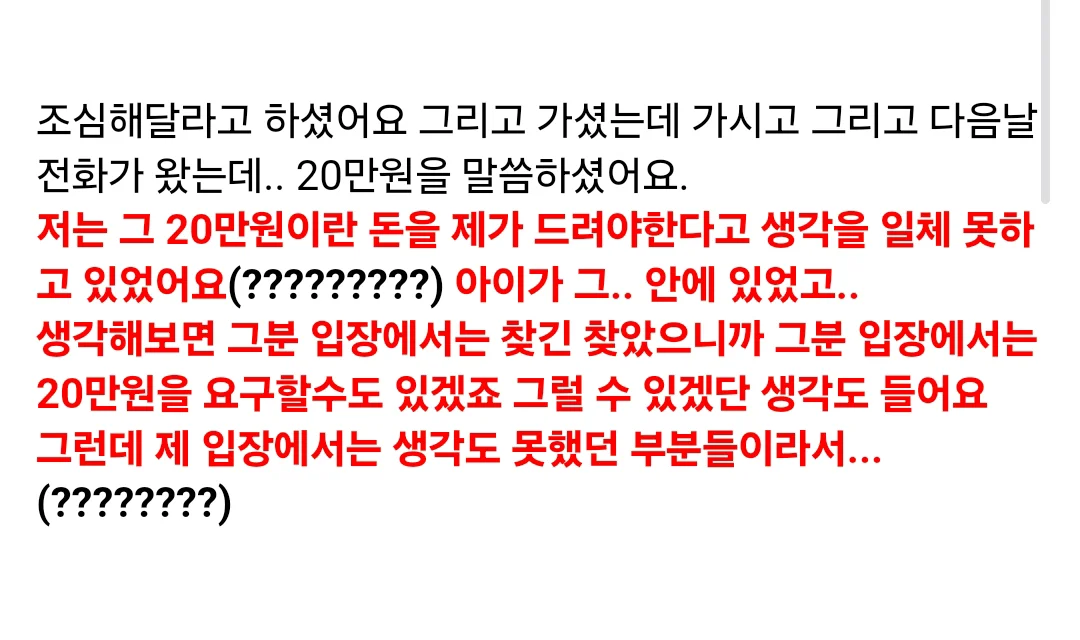 조심해달라고 하셨어요 그리고 가셨는데 가시고 그리고 다음날
전화가 왔는데.. 20만원을 말씀하셨어요.
저는 그 20만원이란 돈을 제가 드려야한다고 생각을 일체 못하
고 있었어요(?????????) 아이가 그.. 안에 있었고..
생각해보면 그분 입장에서는 찾긴 찾았으니까 그분 입장에서는
20만원을 요구할수도 있겠죠 그럴 수 있겠단 생각도 들어요
그런데 제 입장에서는 생각도 못했던 부분들이라서...
(????????)